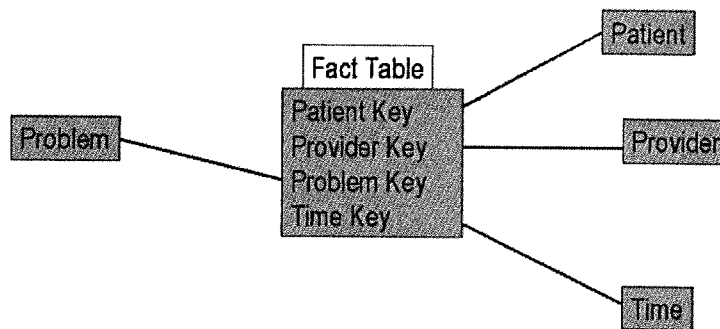 Patient
Fact Table
Patient Key
Provider Key
Problem Key
Time Key
Problem
Provider
Time